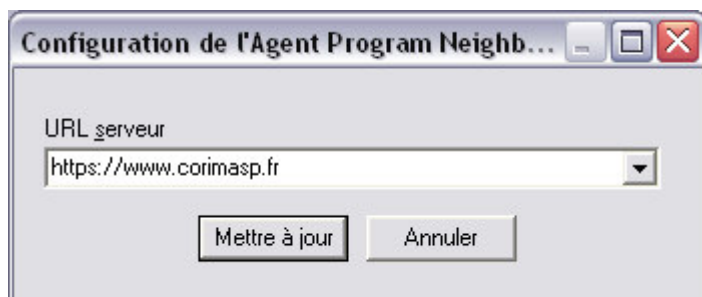 Configuration de l'Agent Program Neighb...
URL serveur
https://www.corimasp.fr
Mettre à jour Annuler